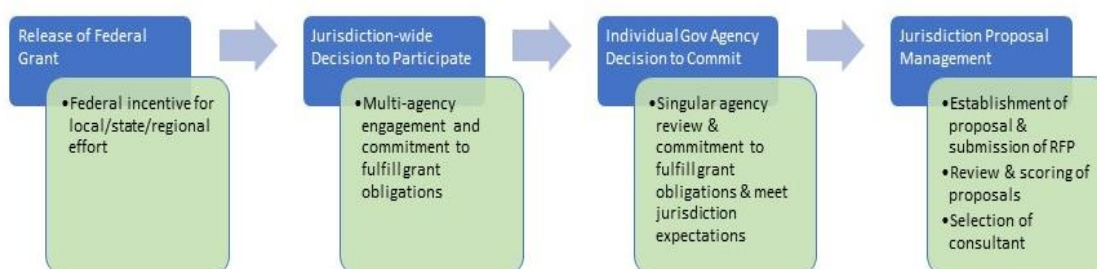 Release of Federal
Grant
•Federal incentive for
local/state/regional
effort
Jurisdiction-wide
Decision to Participate
•Multi-agency
engagement and
commitment to
fulfill grant
obligations
Individual Gov Agency
Decision to Commit
•Singular agency
review &
commitment to
fulfill grant
obligations & meet
jurisdiction
expectations
Jurisdiction Proposal
Management
•Establishment of
proposal &
submission of RFP
•Review & scoring of
proposals
•Selection of
consultant